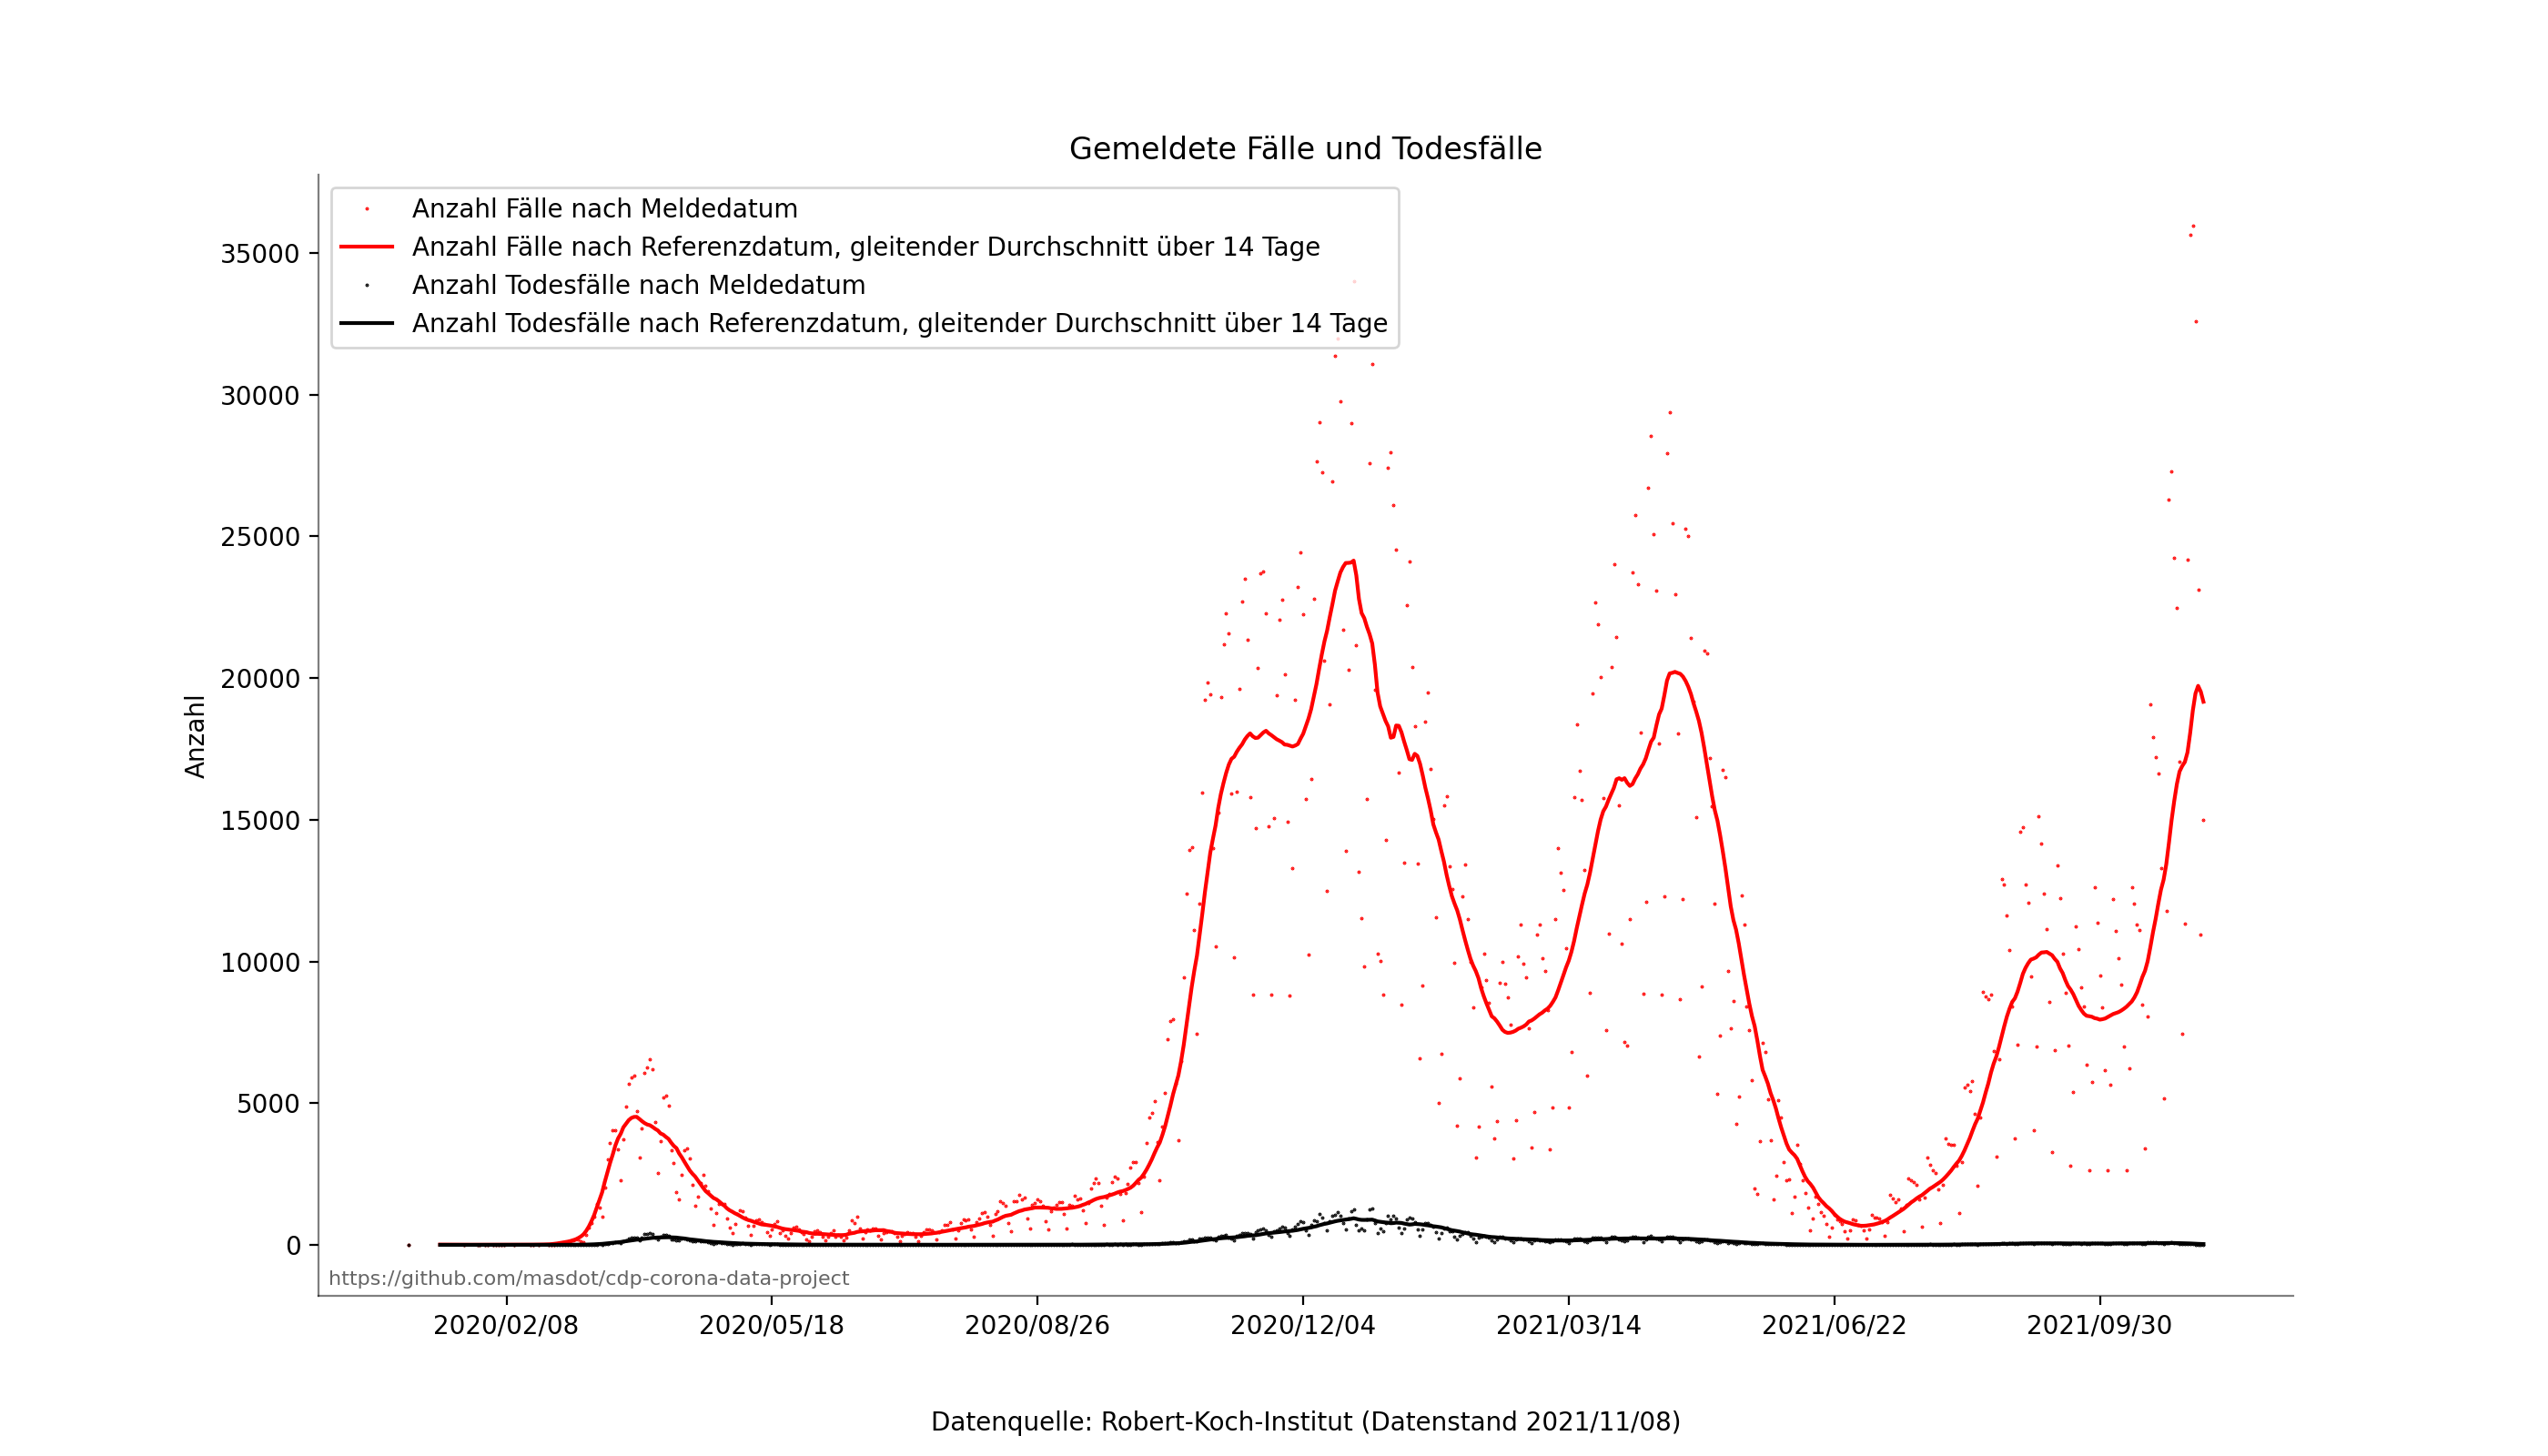 Gemeldete Fälle und Todesfälle
Anzahl Fälle nach Meldedatum
Anzahl Fälle nach Referenzdatum, gleitender Durchschnitt über 14 Tage
Anzahl Todesfälle nach Meldedatum
Anzahl Todesfälle nach Referenzdatum, gleitender Durchschnitt über 14 Tage
35000
30000
25000
20000
15000
10000
5000
0
Anzahl
https://github.com/masdot/cdp-corona-data-project
2020/02/08 2020/05/18 2020/08/26 2020/12/04 2021/03/14 2021/06/22 2021/09/30
Datenquelle: Robert-Koch-Institut (Datenstand 2021/11/08)